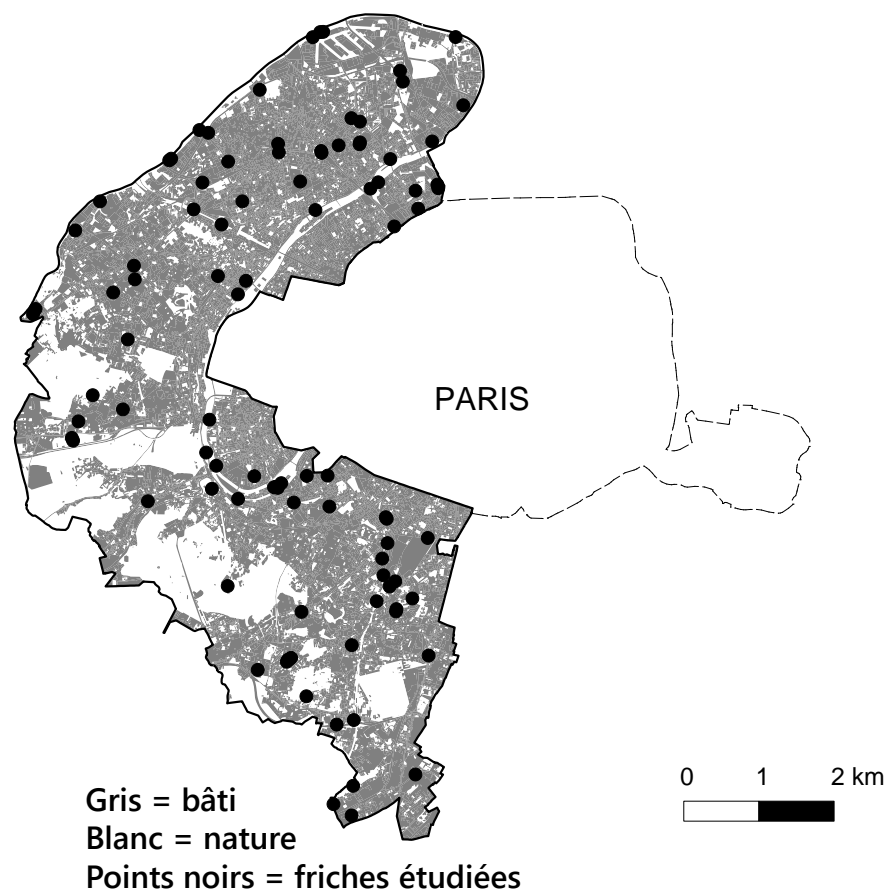 PARIS
0 1 2 km
Gris = bâti
Blanc = nature
Points noirs = friches étudiées